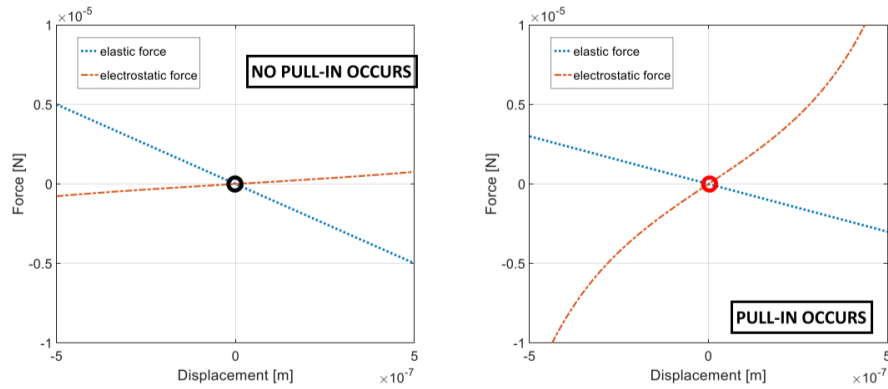 ×10⁻⁵
1
elastic force
electrostatic force
NO PULL-IN OCCURS
0.5
Force [N]
0
-0.5
-1
-5
0
5
Displacement [m]
×10⁻⁷
×10⁻⁵
1
elastic force
electrostatic force
0.5
Force [N]
0
-0.5
PULL-IN OCCURS
-1
-5
0
5
Displacement [m]
×10⁻⁷